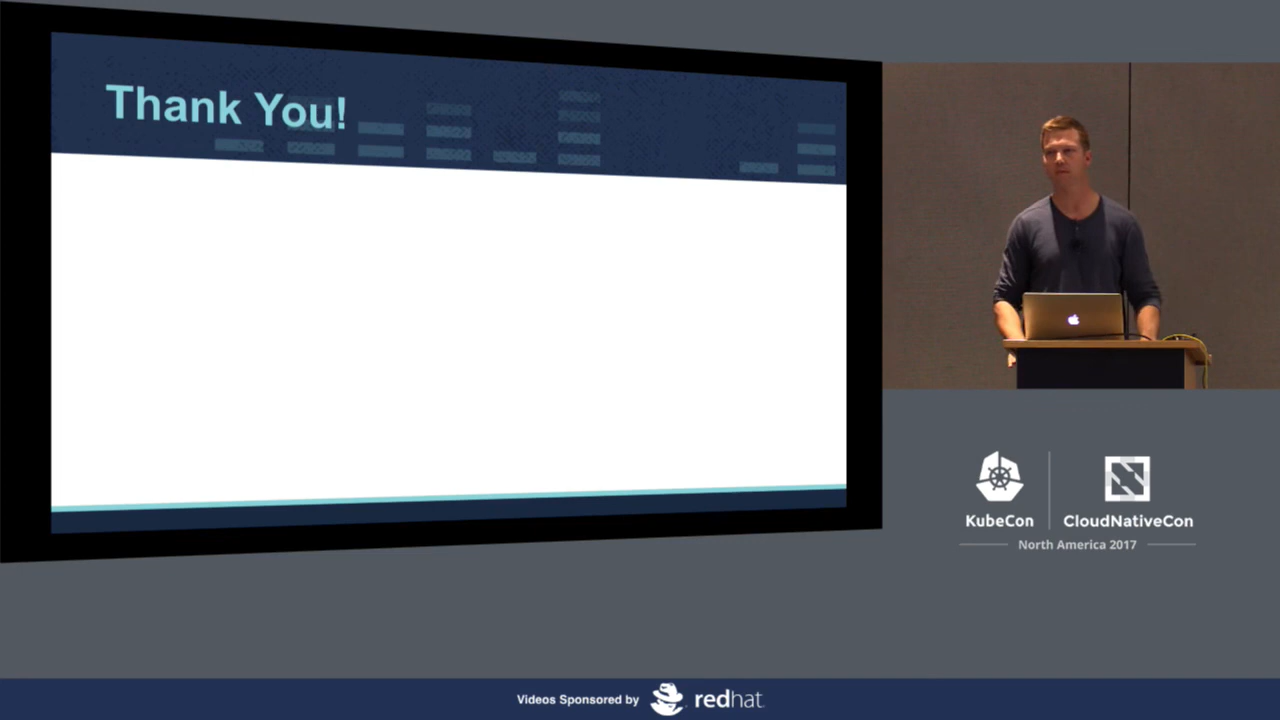 Thank You!
KubeCon
CloudNativeCon
North America 2017
Videos Sponsored by
redhat